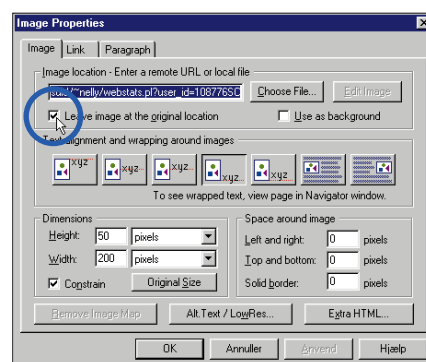 Image Properties
Image Link Paragraph
Image location - Enter a remote URL or local file
/~nelly/webstats.pl?user_id=108776SC Choose File... Edit Image
Leave image at the original location Use as background
Text alignment and wrapping around images
xyz xyz xyz xyz xyz
To see wrapped text, view page in Navigator window.
Dimensions Space around image
Height: 50 pixels Left and right: 0 pixels
Width: 200 pixels Top and bottom: 0 pixels
Constrain Original Size Solid border: 0 pixels
Remove Image Map Alt.Text / LowRes... Extra HTML...
OK Annuller Anvend Hjælp